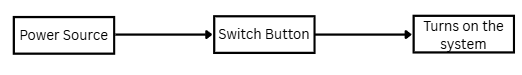 Power Source
Switch Button
Turns on the
system